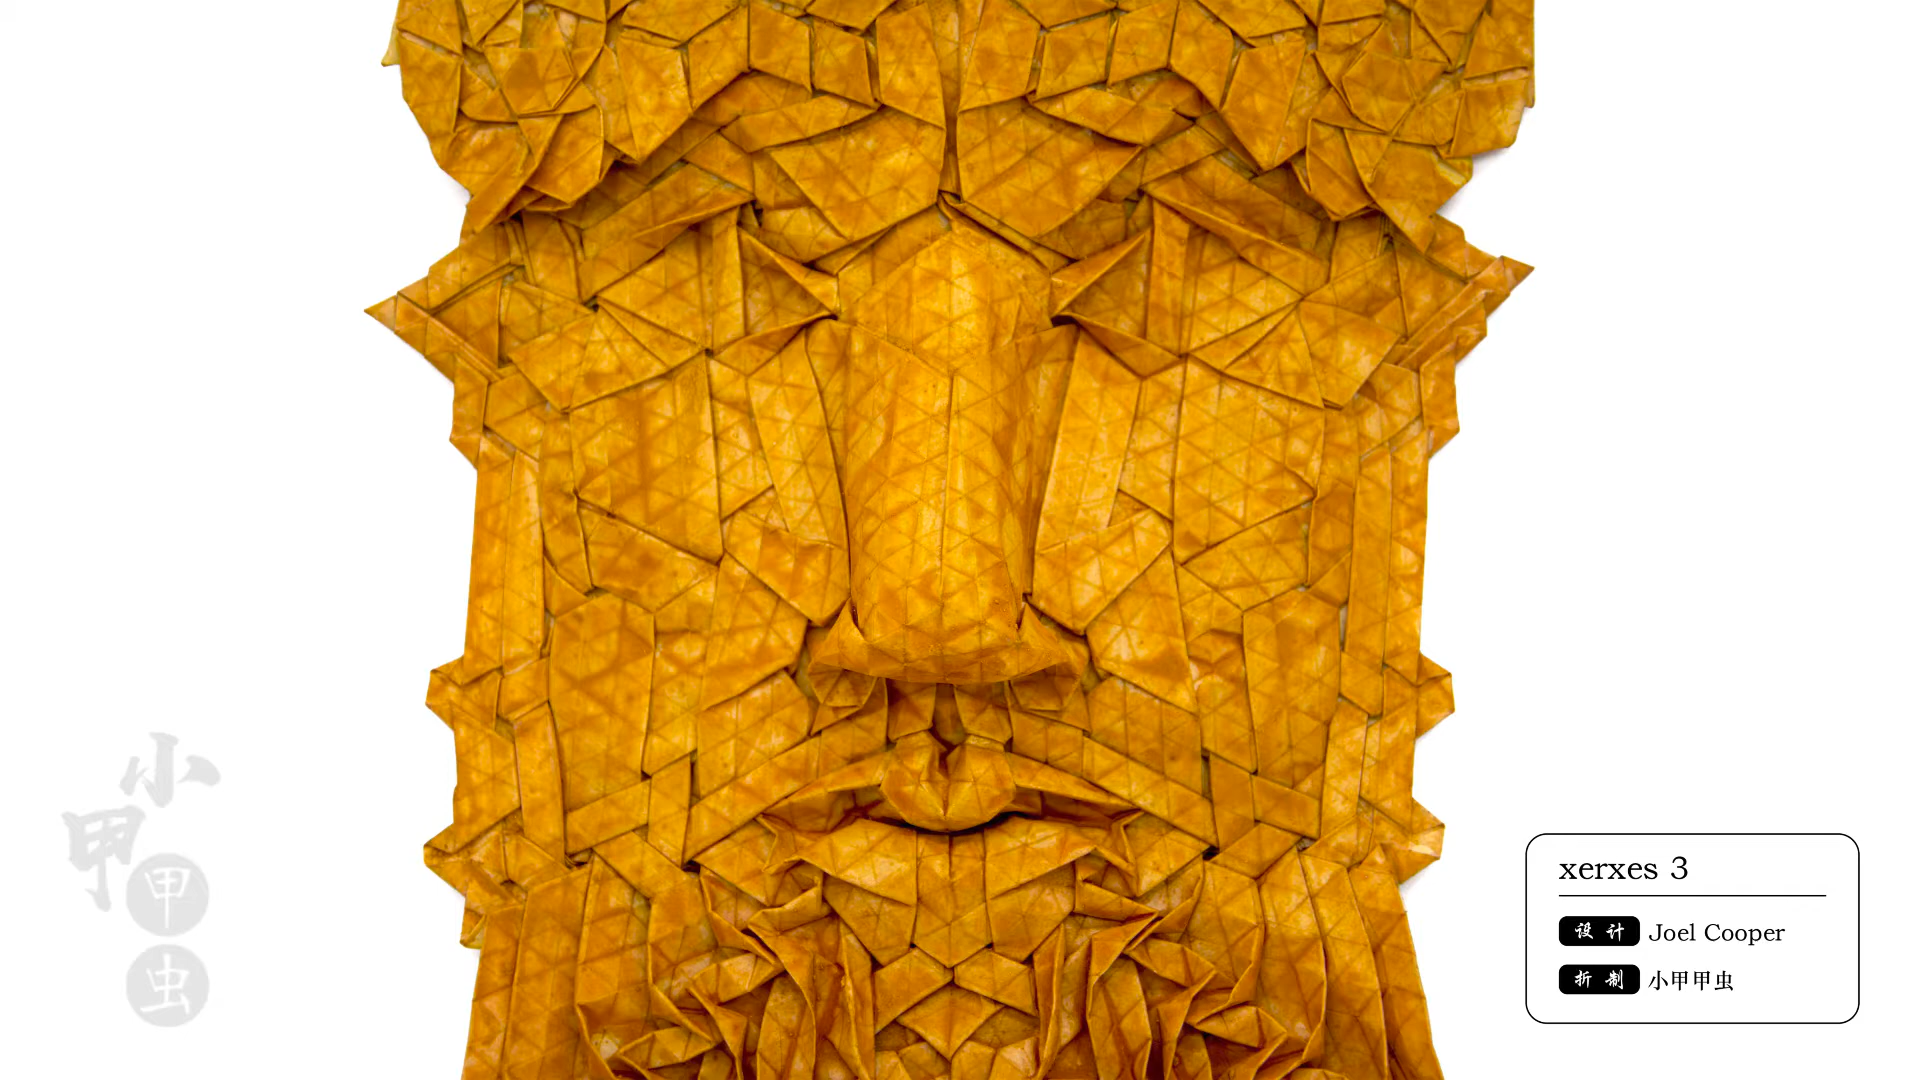 小
甲
甲
虫
xerxes 3
设计 Joel Cooper
折制 小甲甲虫